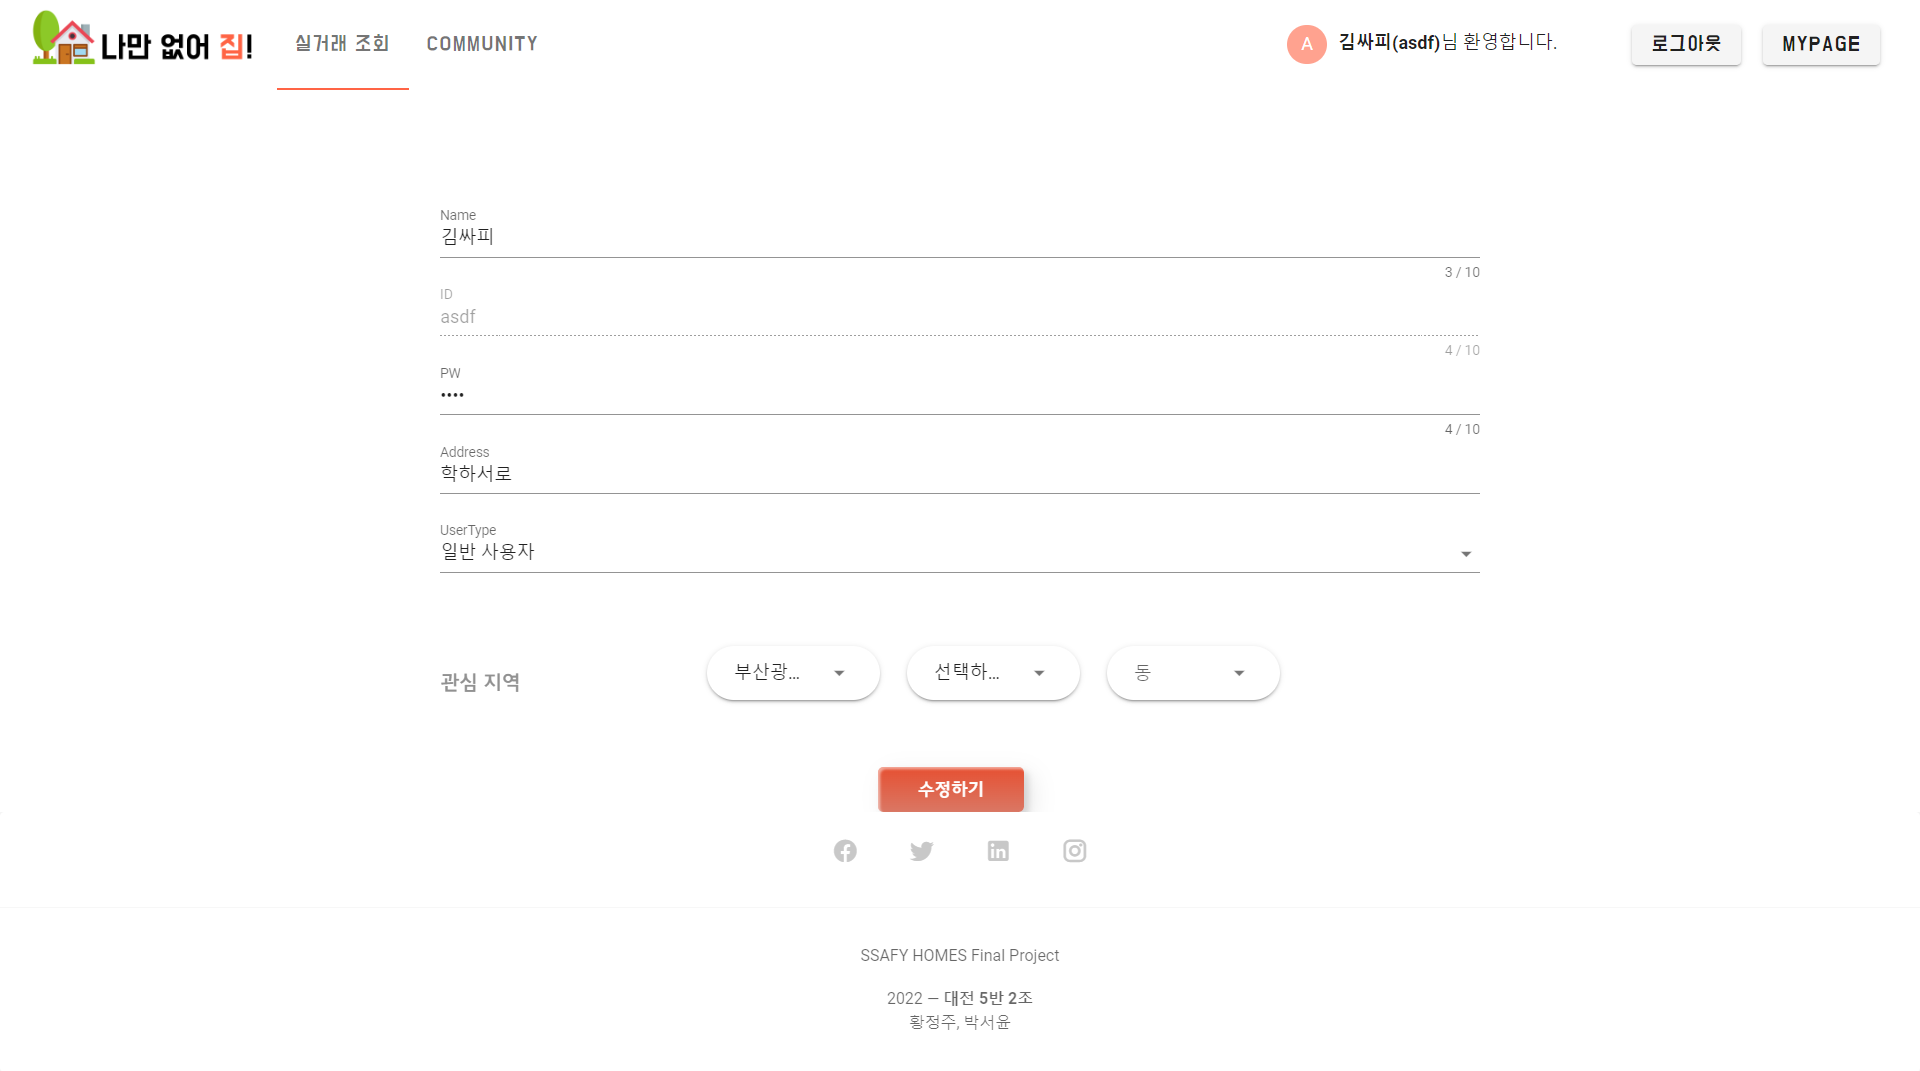 나만 없어 집!
실거래 조회
COMMUNITY
A
김싸피(asdf)님 환영합니다.
로그아웃
MYPAGE
Name
김싸피
3 / 10
ID
asdf
4 / 10
PW
••••
4 / 10
Address
학하서로
UserType
일반 사용자
관심 지역
부산광...
선택하...
동
수정하기
SSAFY HOMES Final Project
2022 — 대전 5반 2조
황정주, 박서윤